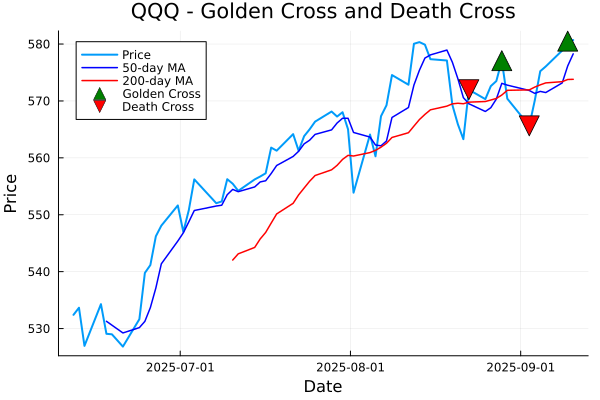 QQQ - Golden Cross and Death Cross
580
570
560
550
540
530
Price
Price
50-day MA
200-day MA
Golden Cross
Death Cross
2025-07-01
2025-08-01
2025-09-01
Date